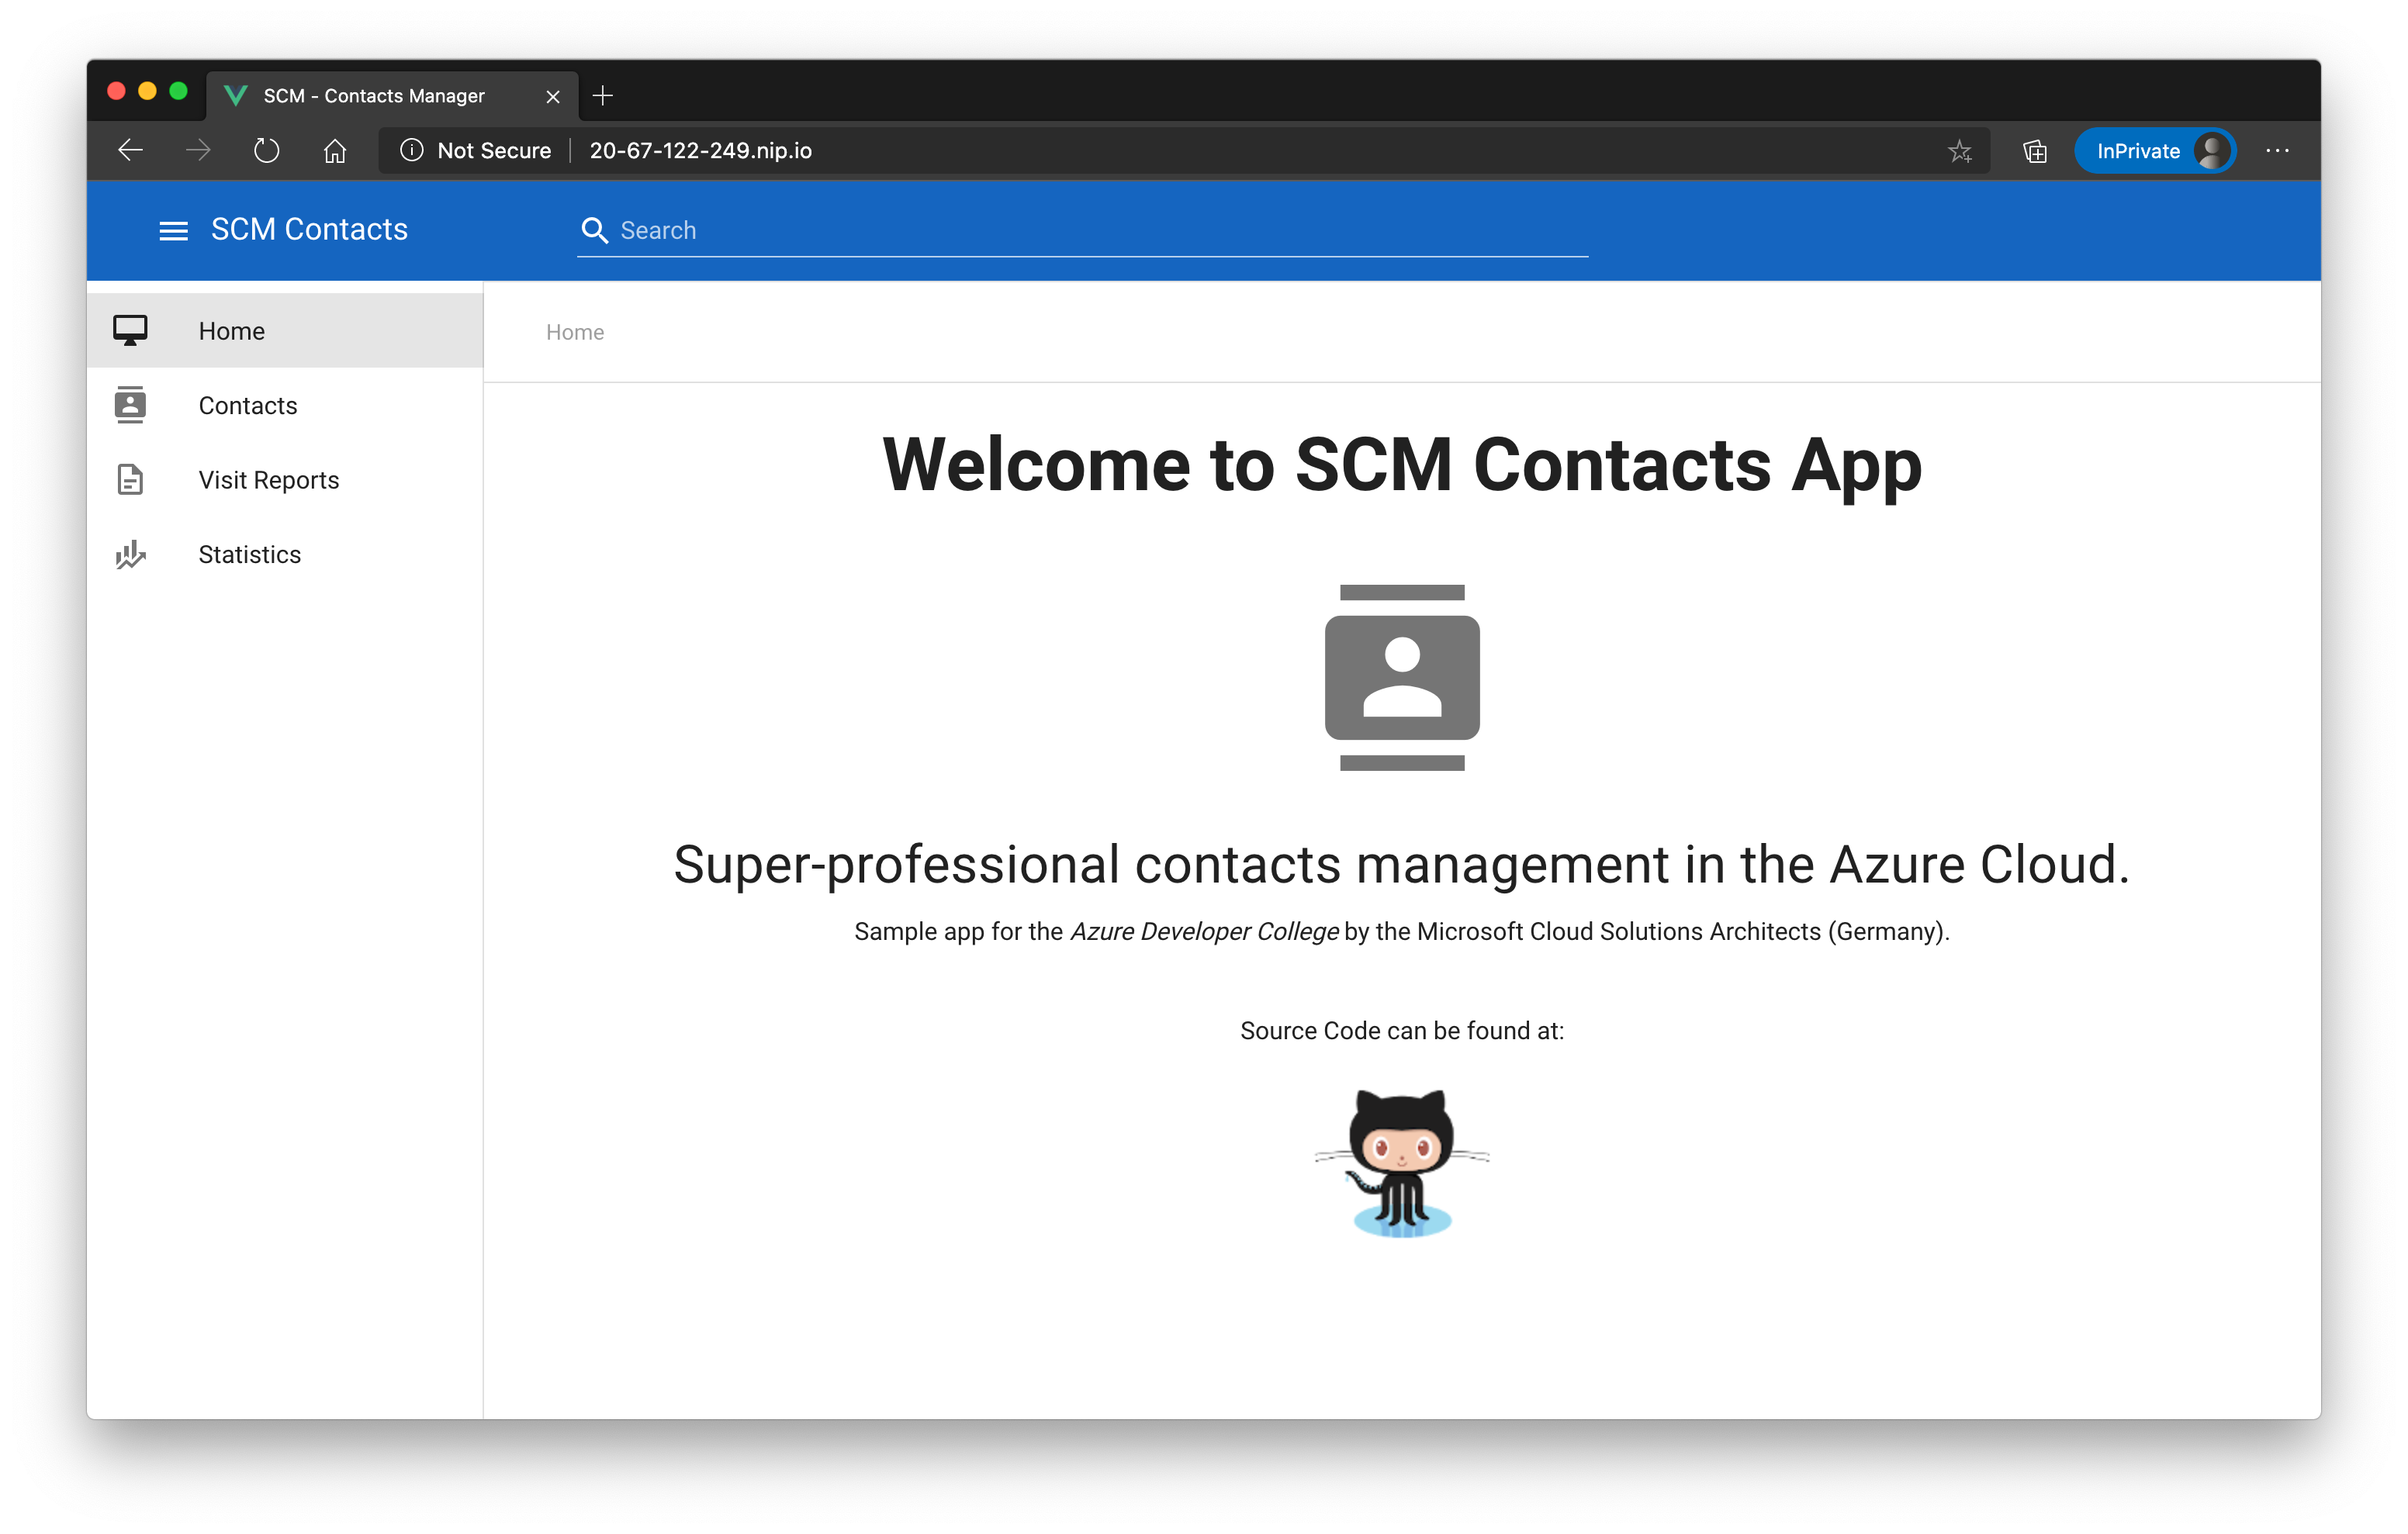 SCM - Contacts Manager
Not Secure
20-67-122-249.nip.io
InPrivate
SCM Contacts
Search
Home
Contacts
Visit Reports
Statistics
Home
Welcome to SCM Contacts App
Super-professional contacts management in the Azure Cloud.
Sample app for the Azure Developer College by the Microsoft Cloud Solutions Architects (Germany).
Source Code can be found at: